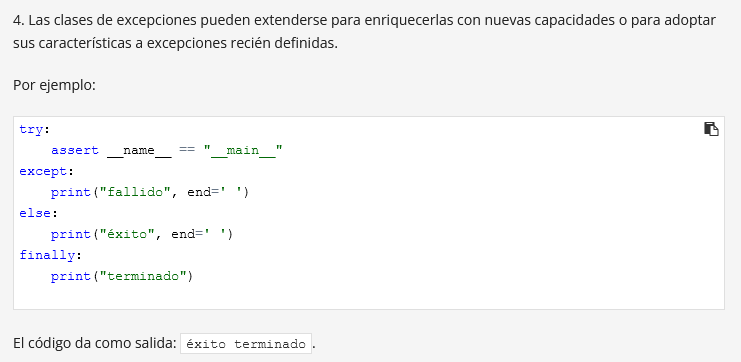 4. Las clases de excepciones pueden extenderse para enriquecerlas con nuevas capacidades o para adoptar
sus características a excepciones recién definidas.
Por ejemplo:
try:
    assert __name__ == "__main__"
except:
    print("fallido", end=' ')
else:
    print("éxito", end=' ')
finally:
    print("terminado")
El código da como salida: éxito terminado.